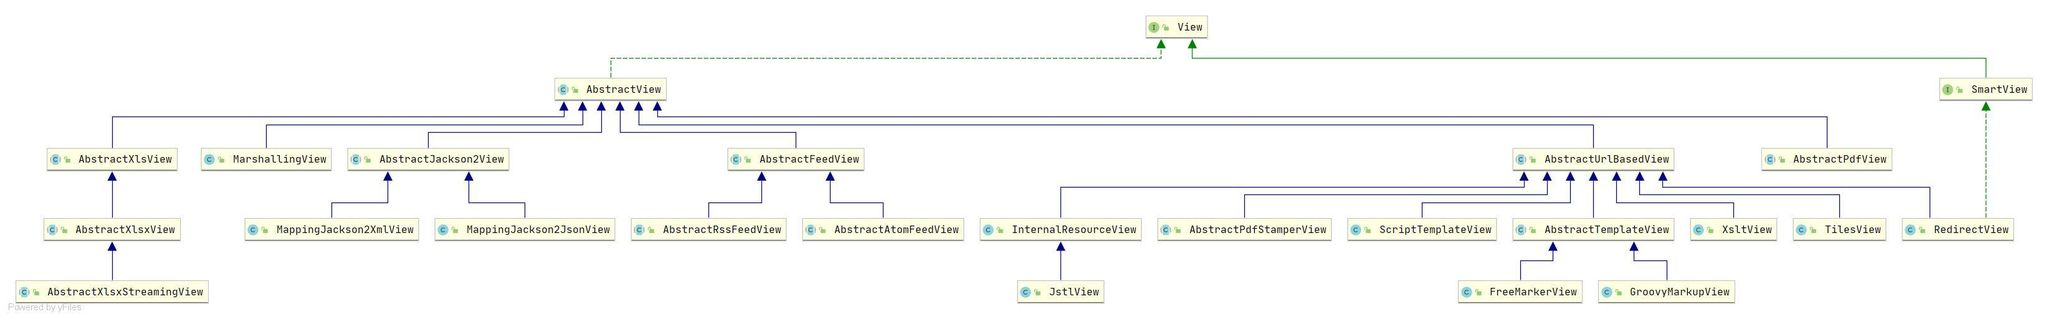 View
AbstractView
SmartView
AbstractXlsView
MarshallingView
AbstractJackson2View
AbstractFeedView
AbstractUrlBasedView
AbstractPdfView
AbstractXlsxView
MappingJackson2XmlView
MappingJackson2JsonView
AbstractRssFeedView
AbstractAtomFeedView
InternalResourceView
AbstractPdfStamperView
ScriptTemplateView
AbstractTemplateView
XsltView
TilesView
RedirectView
AbstractXlsxStreamingView
JstlView
FreeMarkerView
GroovyMarkupView
Powered by yFiles